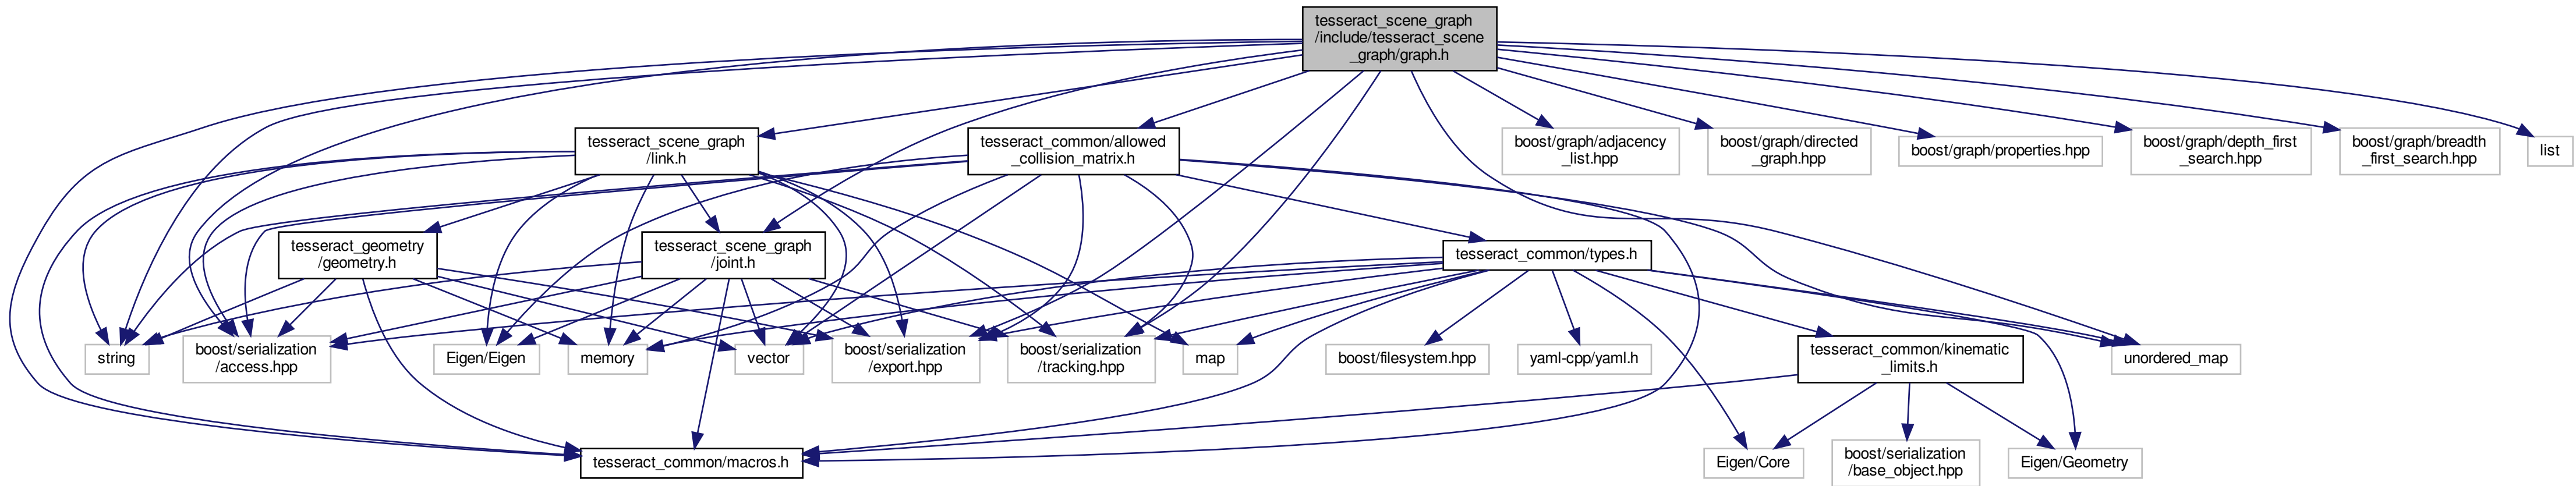 tesseract_scene_graph
/include/tesseract_scene
_graph/graph.h
tesseract_scene_graph
/link.h
tesseract_common/allowed
_collision_matrix.h
boost/graph/adjacency
_list.hpp
boost/graph/directed
_graph.hpp
boost/graph/properties.hpp
boost/graph/depth_first
_search.hpp
boost/graph/breadth
_first_search.hpp
list
tesseract_geometry
/geometry.h
tesseract_scene_graph
/joint.h
tesseract_common/types.h
string
boost/serialization
/access.hpp
Eigen/Eigen
memory
vector
boost/serialization
/export.hpp
boost/serialization
/tracking.hpp
map
boost/filesystem.hpp
yaml-cpp/yaml.h
tesseract_common/kinematic
_limits.h
unordered_map
tesseract_common/macros.h
Eigen/Core
boost/serialization
/base_object.hpp
Eigen/Geometry